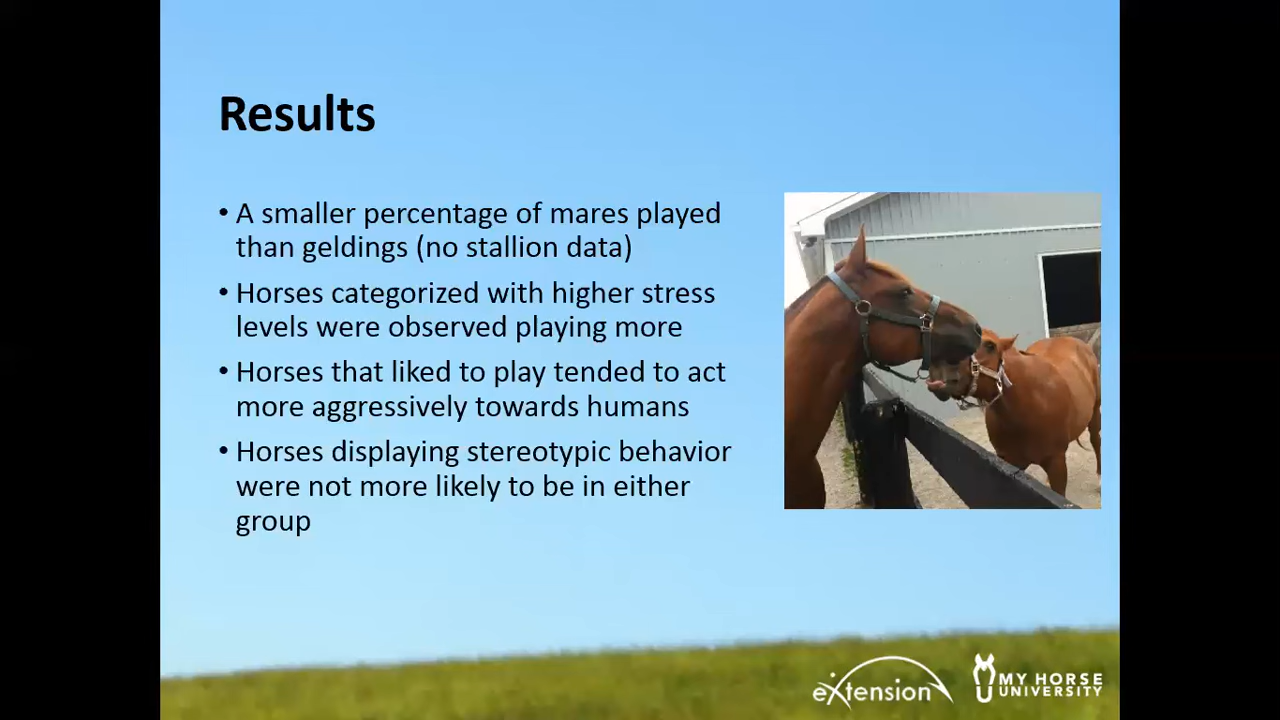 Results
• A smaller percentage of mares played
than geldings (no stallion data)
• Horses categorized with higher stress
levels were observed playing more
• Horses that liked to play tended to act
more aggressively towards humans
• Horses displaying stereotypic behavior
were not more likely to be in either
group
eXtension
MY HORSE
UNIVERSITY